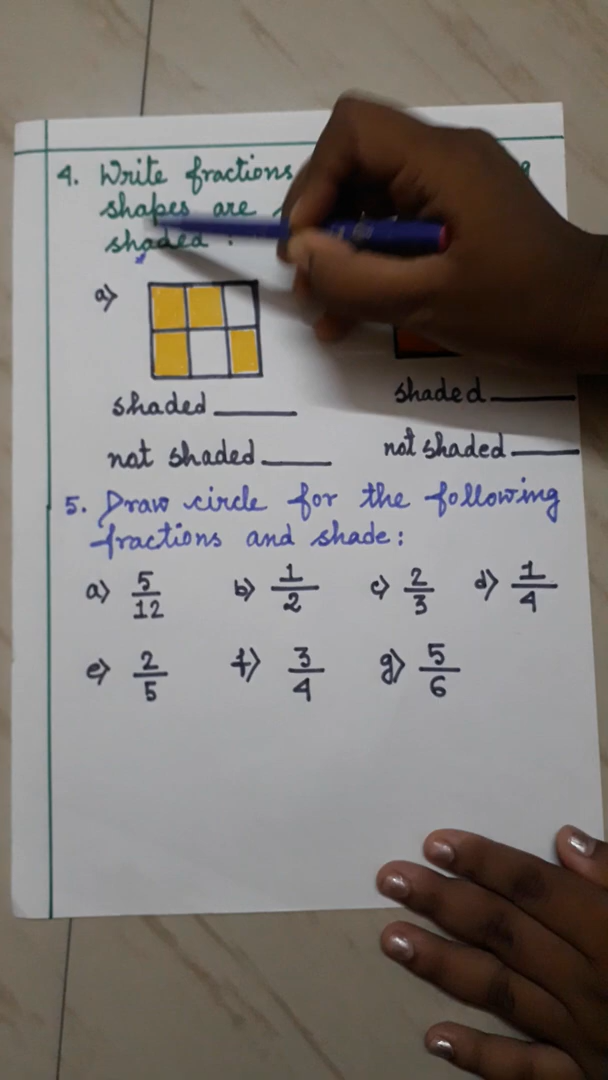 4. Write fractions
shapes are
shaded :
a)
shaded ____ shaded ____
not shaded ____ not shaded ____
5. Draw circle for the following
fractions and shade:
a) 5/12 b) 1/2 c) 2/3 d) 1/4
e) 2/5 f) 3/4 g) 5/6